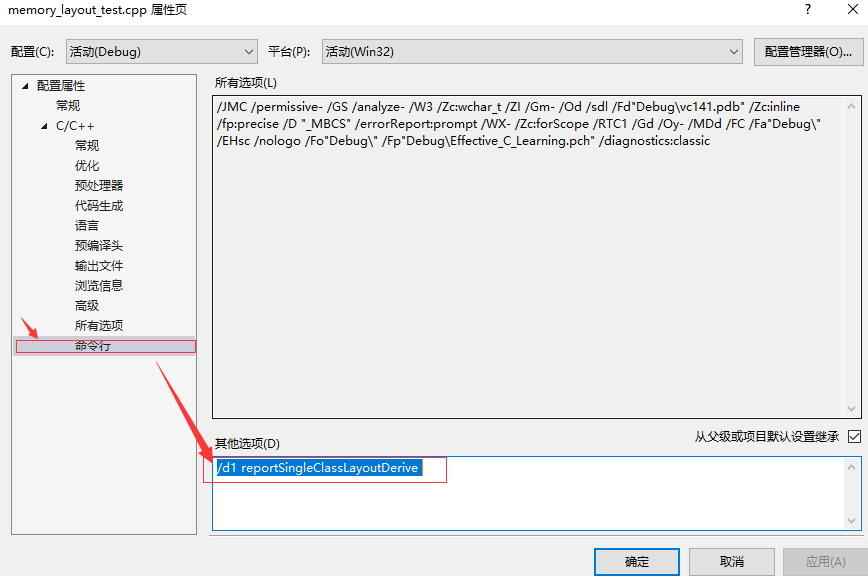 memory_layout_test.cpp 属性页
?
配置(C):
活动(Debug)
平台(P):
活动(Win32)
配置管理器(O)...
配置属性
常规
C/C++
常规
优化
预处理器
代码生成
语言
预编译头
输出文件
浏览信息
高级
所有选项
命令行
所有选项(L)
/JMC /permissive- /GS /analyze- /W3 /Zc:wchar_t /ZI /Gm- /Od /sdl /Fd"Debug\vc141.pdb" /Zc:inline
/fp:precise /D "_MBCS" /errorReport:prompt /WX- /Zc:forScope /RTC1 /Gd /Oy- /MDd /FC /Fa"Debug\"
/EHsc /nologo /Fo"Debug\" /Fp"Debug\Effective_C_Learning.pch" /diagnostics:classic
从父级或项目默认设置继承
其他选项(D)
/d1 reportSingleClassLayoutDerive
确定
取消
应用(A)